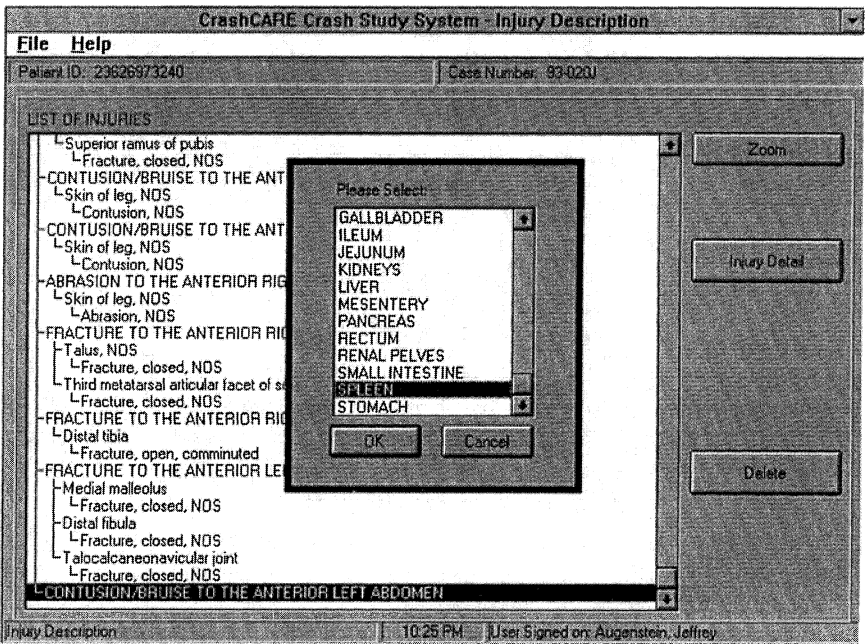 CrashCARE Crash Study System - Injury Description
File Help
Patient ID: 23626973240 Case Number: 93-020J
LIST OF INJURIES
Superior ramus of pubis
Fracture, closed, NOS
CONTUSION/BRUISE TO THE ANT
Skin of leg, NOS
Contusion, NOS
CONTUSION/BRUISE TO THE ANT
Skin of leg, NOS
Contusion, NOS
ABRASION TO THE ANTERIOR RIG
Skin of leg, NOS
Abrasion, NOS
FRACTURE TO THE ANTERIOR RIG
Talus, NOS
Fracture, closed, NOS
Third metatarsal articular facet of
Fracture, closed, NOS
FRACTURE TO THE ANTERIOR RIG
Distal tibia
Fracture, open, comminuted
FRACTURE TO THE ANTERIOR LE
Medial malleolus
Fracture, closed, NOS
Distal fibula
Fracture, closed, NOS
Talocalcaneonavicular joint
Fracture, closed, NOS
CONTUSION/BRUISE TO THE ANTERIOR LEFT ABDOMEN
Please Select:
GALLBLADDER
ILEUM
JEJUNUM
KIDNEYS
LIVER
MESENTERY
PANCREAS
RECTUM
RENAL PELVES
SMALL INTESTINE
SPLEEN
STOMACH
OK Cancel
Zoom
Injury Detail
Delete
Injury Description 10:25 PM User Signed on: Augenstein, Jeffrey